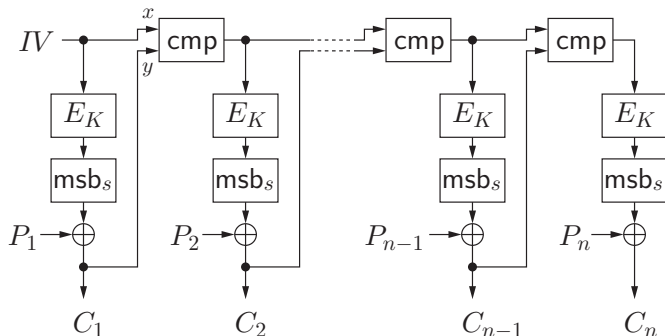 x
IV cmp cmp cmp
y
E_K E_K E_K E_K
msb_s msb_s msb_s msb_s
P_1 P_2 P_{n-1} P_n
C_1 C_2 C_{n-1} C_n